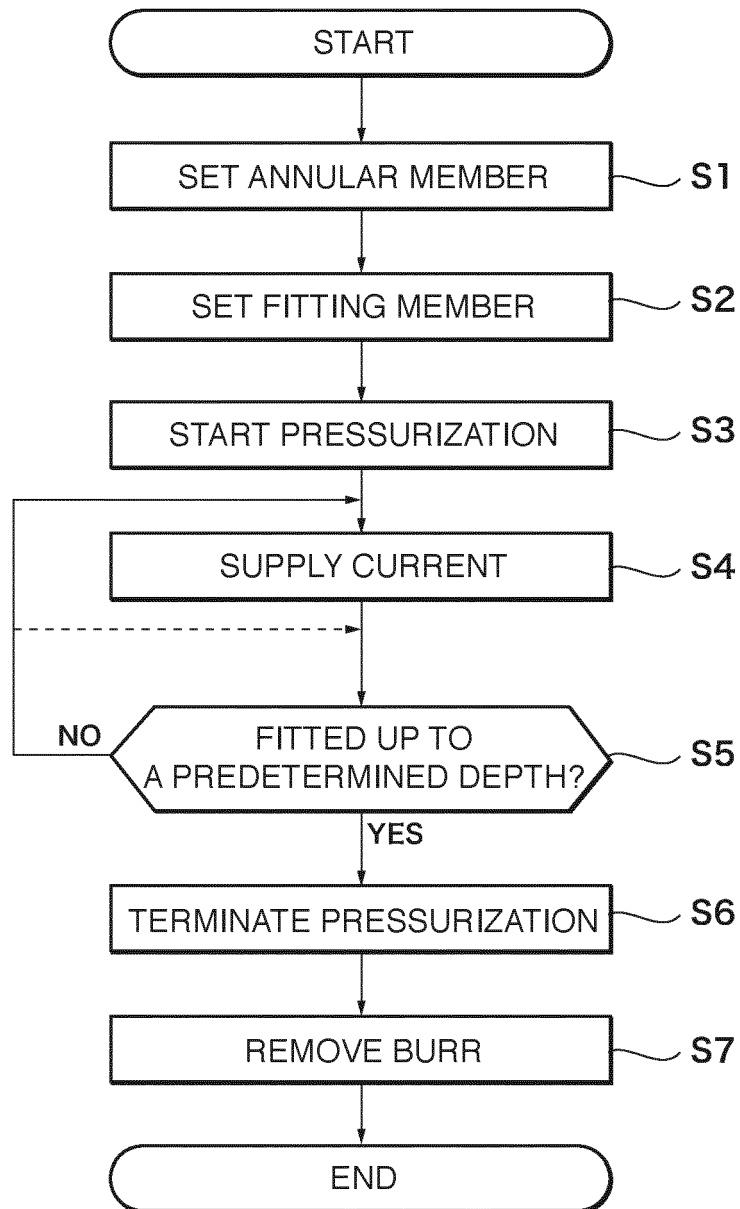 START
SET ANNULAR MEMBER S1
SET FITTING MEMBER S2
START PRESSURIZATION S3
SUPPLY CURRENT S4
NO
FITTED UP TO
A PREDETERMINED DEPTH?
S5
YES
TERMINATE PRESSURIZATION S6
REMOVE BURR S7
END